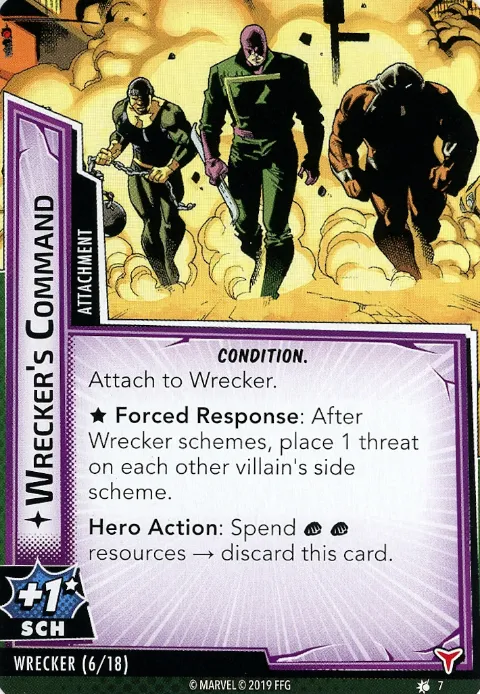 WRECKER'S COMMAND
ATTACHMENT
CONDITION.
Attach to Wrecker.
★ Forced Response: After
Wrecker schemes, place 1 threat
on each other villain's side
scheme.
Hero Action: Spend
resources → discard this card.
+1★
SCH
WRECKER (6/18)
© MARVEL © 2019 FFG
7